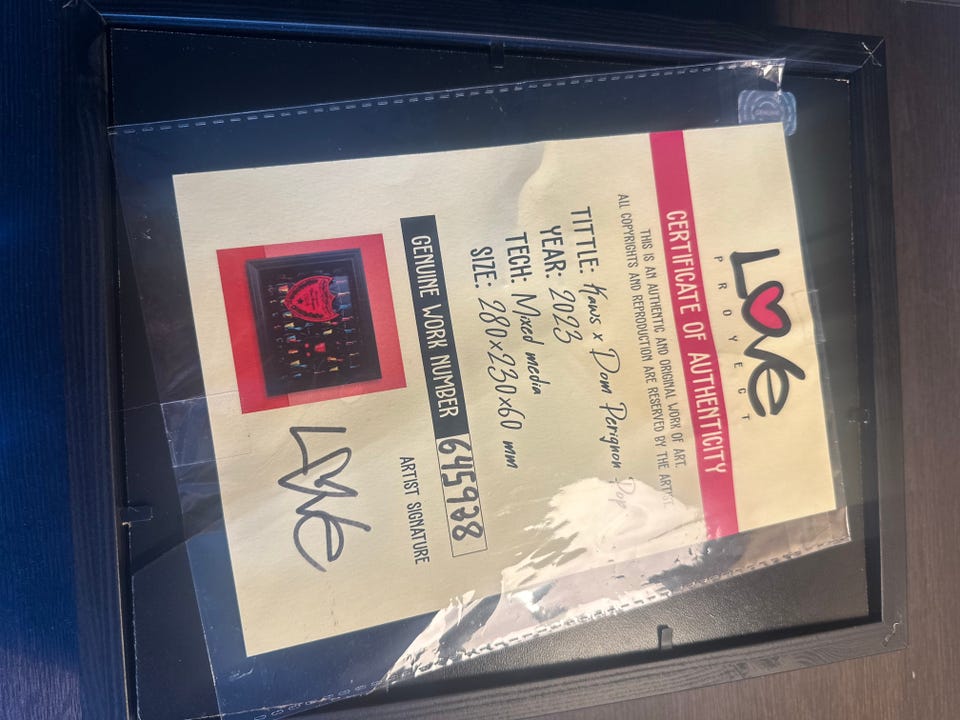 LOVE
PROYECT
CERTIFICATE OF AUTHENTICITY
THIS IS AN AUTHENTIC AND ORIGINAL WORK OF ART.
ALL COPYRIGHTS AND REPRODUCTION ARE RESERVED BY THE ARTIST
TITTLE: Kaws x Dom Perignon Pop
YEAR: 2023
TECH: Mixed media
SIZE: 280x230x60 mm
GENUINE WORK NUMBER 645928
ARTIST SIGNATURE
LOVE